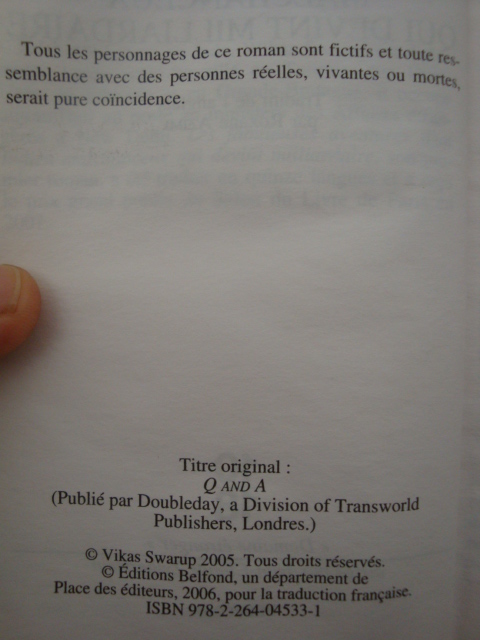 QUI DEVINT MILLIARDAIRE
Tous les personnages de ce roman sont fictifs et toute res-
semblance avec des personnes réelles, vivantes ou mortes,
serait pure coïncidence.
Titre original :
Q AND A
(Publié par Doubleday, a Division of Transworld
Publishers, Londres.)
© Vikas Swarup 2005. Tous droits réservés.
© Éditions Belfond, un département de
Place des éditeurs, 2006, pour la traduction française.
ISBN 978-2-264-04533-1